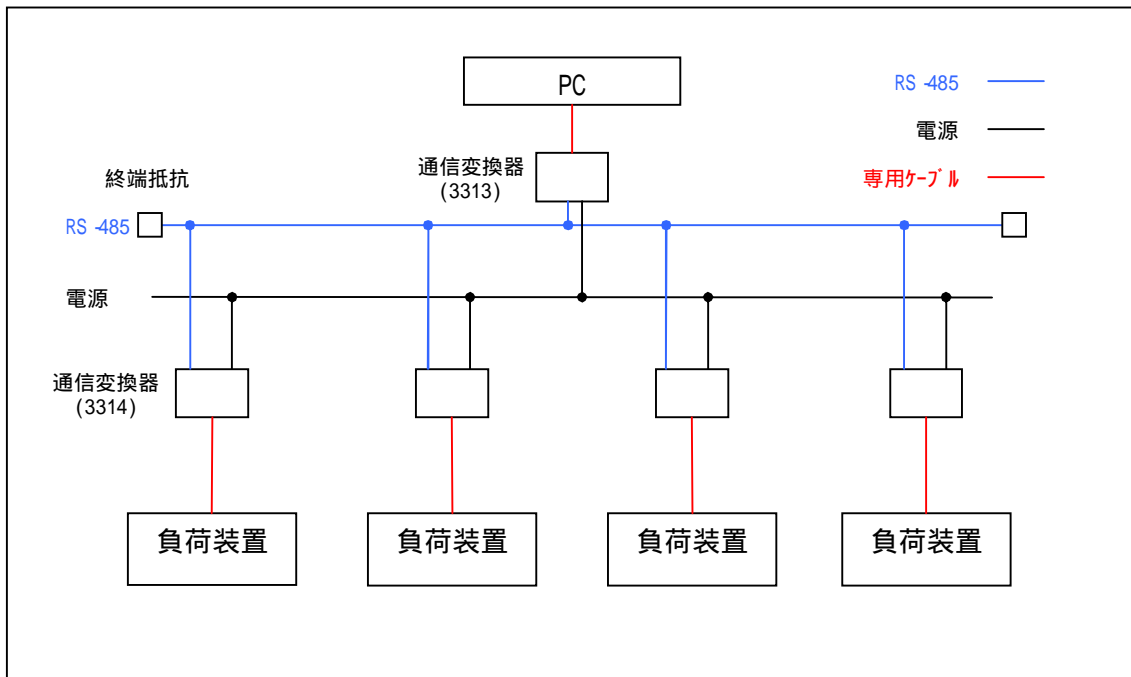 PC
RS -485
電源
専用ｹｰﾌﾞﾙ
通信変換器
(3313)
終端抵抗
RS -485
電源
通信変換器
(3314)
負荷装置
負荷装置
負荷装置
負荷装置